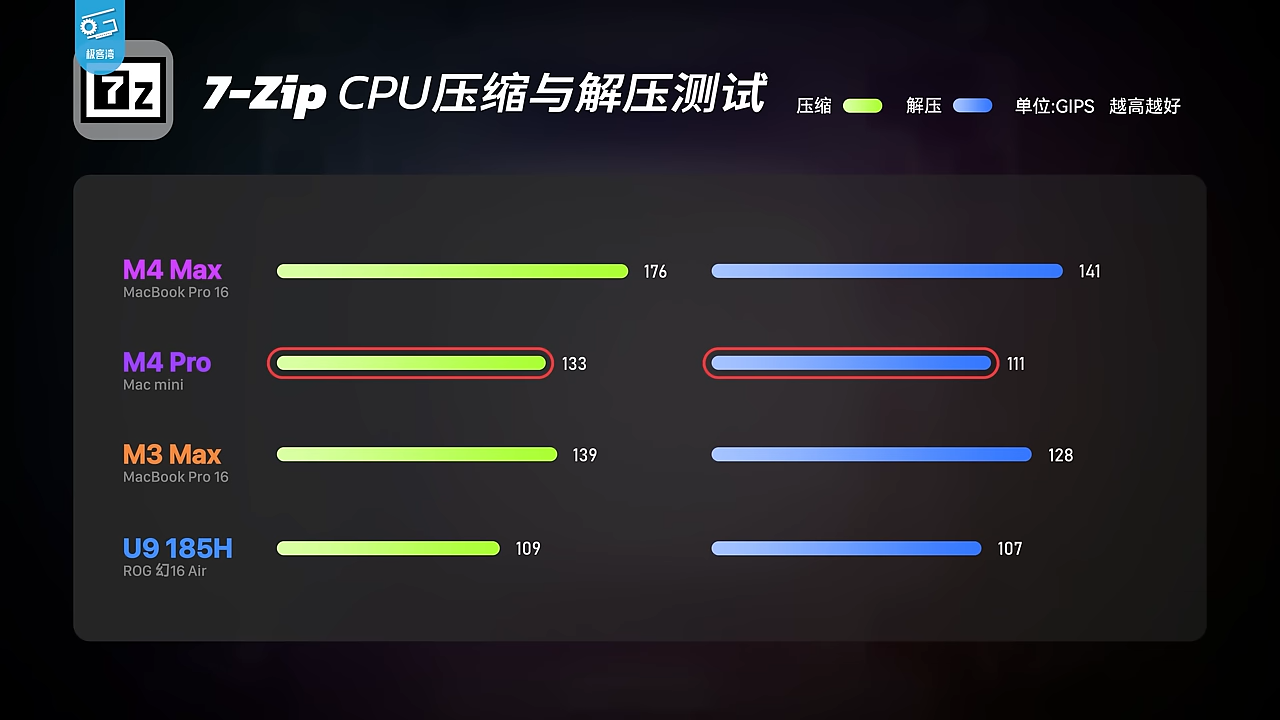 极客湾
7z
7-Zip CPU压缩与解压测试
压缩 解压 单位:GIPS 越高越好
M4 Max 176 141
MacBook Pro 16
M4 Pro 133 111
Mac mini
M3 Max 139 128
MacBook Pro 16
U9 185H 109 107
ROG 幻16 Air